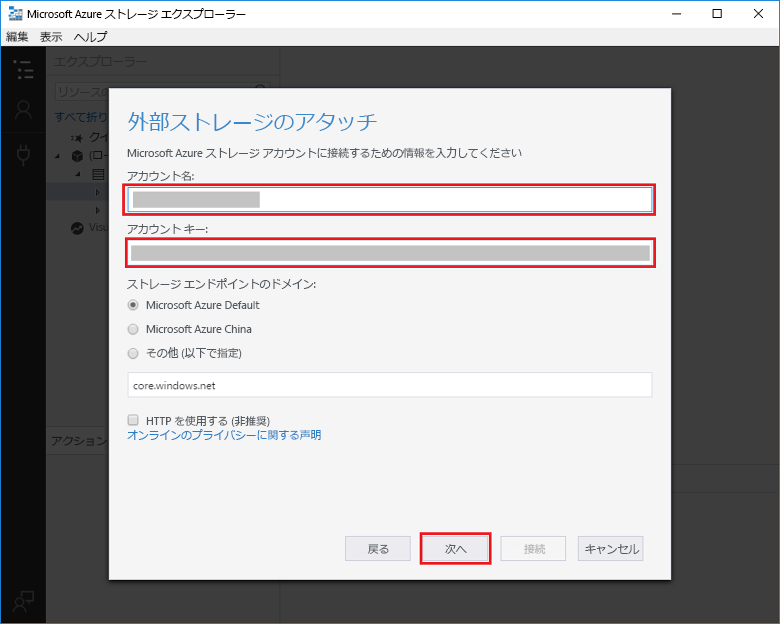 Microsoft Azure ストレージ エクスプローラー
編集 表示 ヘルプ
エクスプローラー
リソースの
すべて折り
クイ
(ロー
Visu
アクション
外部ストレージのアタッチ
Microsoft Azure ストレージ アカウントに接続するための情報を入力してください
アカウント名:
アカウント キー:
ストレージ エンドポイントのドメイン:
Microsoft Azure Default
Microsoft Azure China
その他 (以下で指定)
core.windows.net
HTTP を使用する (非推奨)
オンラインのプライバシーに関する声明
戻る 次へ 接続 キャンセル